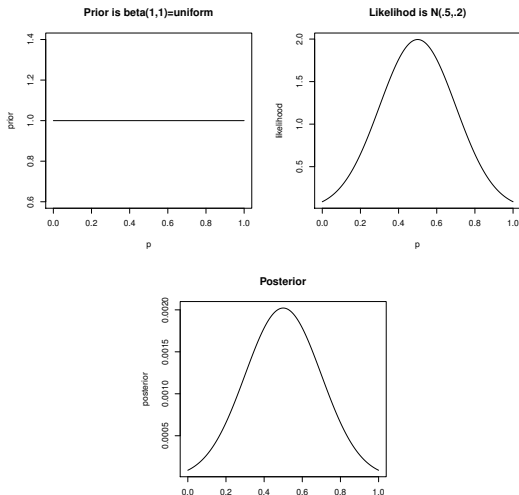 Prior is beta(1,1)=uniform
prior
0.6 0.8 1.0 1.2 1.4
0.0 0.2 0.4 0.6 0.8 1.0
p
Likelihod is N(.5,.2)
likelihood
0.5 1.0 1.5 2.0
0.0 0.2 0.4 0.6 0.8 1.0
p
Posterior
posterior
0.0005 0.0010 0.0015 0.0020
0.0 0.2 0.4 0.6 0.8 1.0